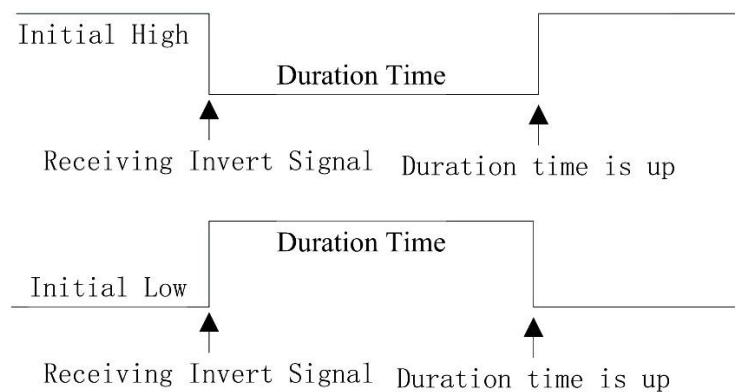 Initial High
Duration Time
Receiving Invert Signal Duration time is up
Duration Time
Initial Low
Receiving Invert Signal Duration time is up